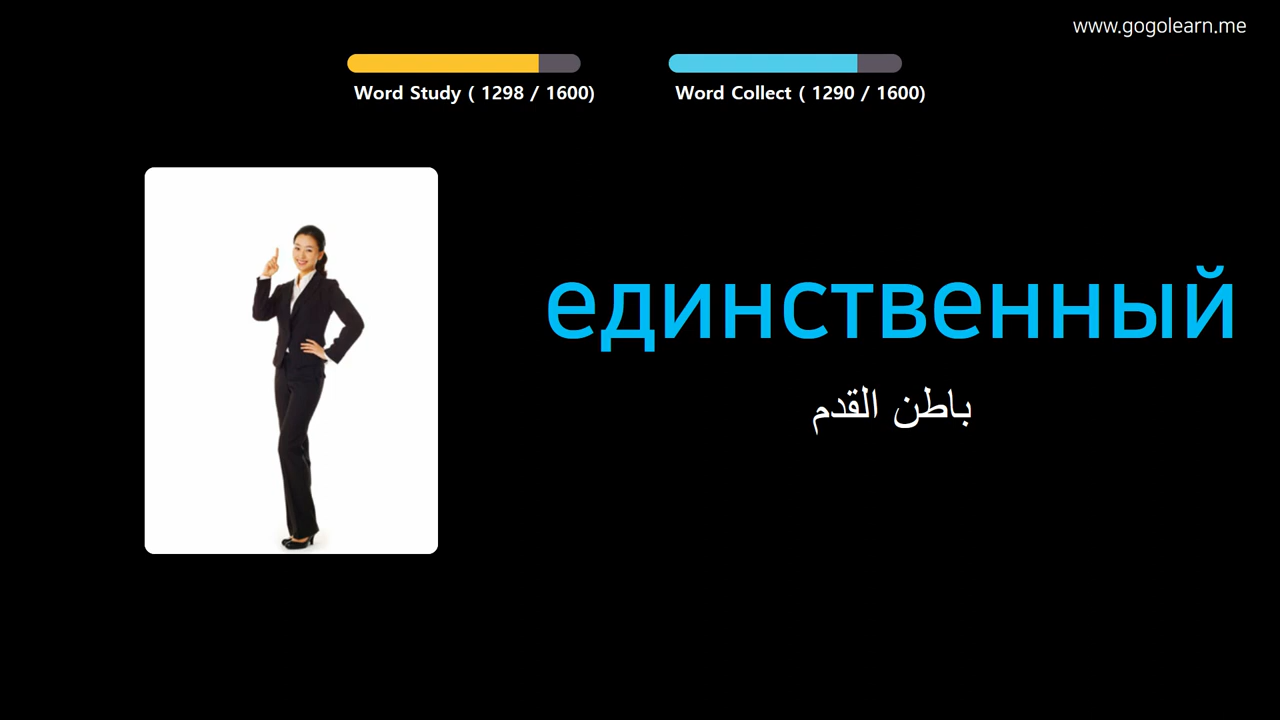 www.gogolearn.me
Word Study ( 1298 / 1600)
Word Collect ( 1290 / 1600)
единственный
باطن القدم